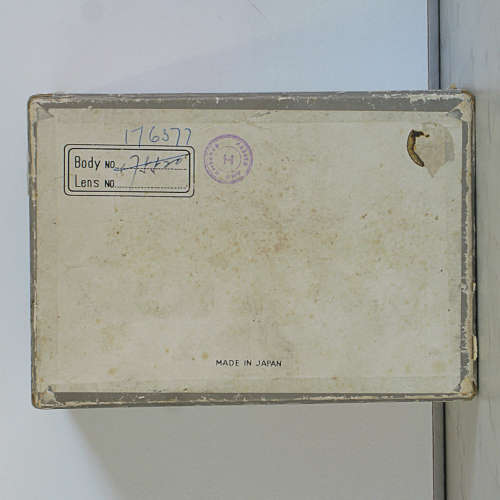 176577
Body NO.
Lens NO.
H
MADE IN JAPAN